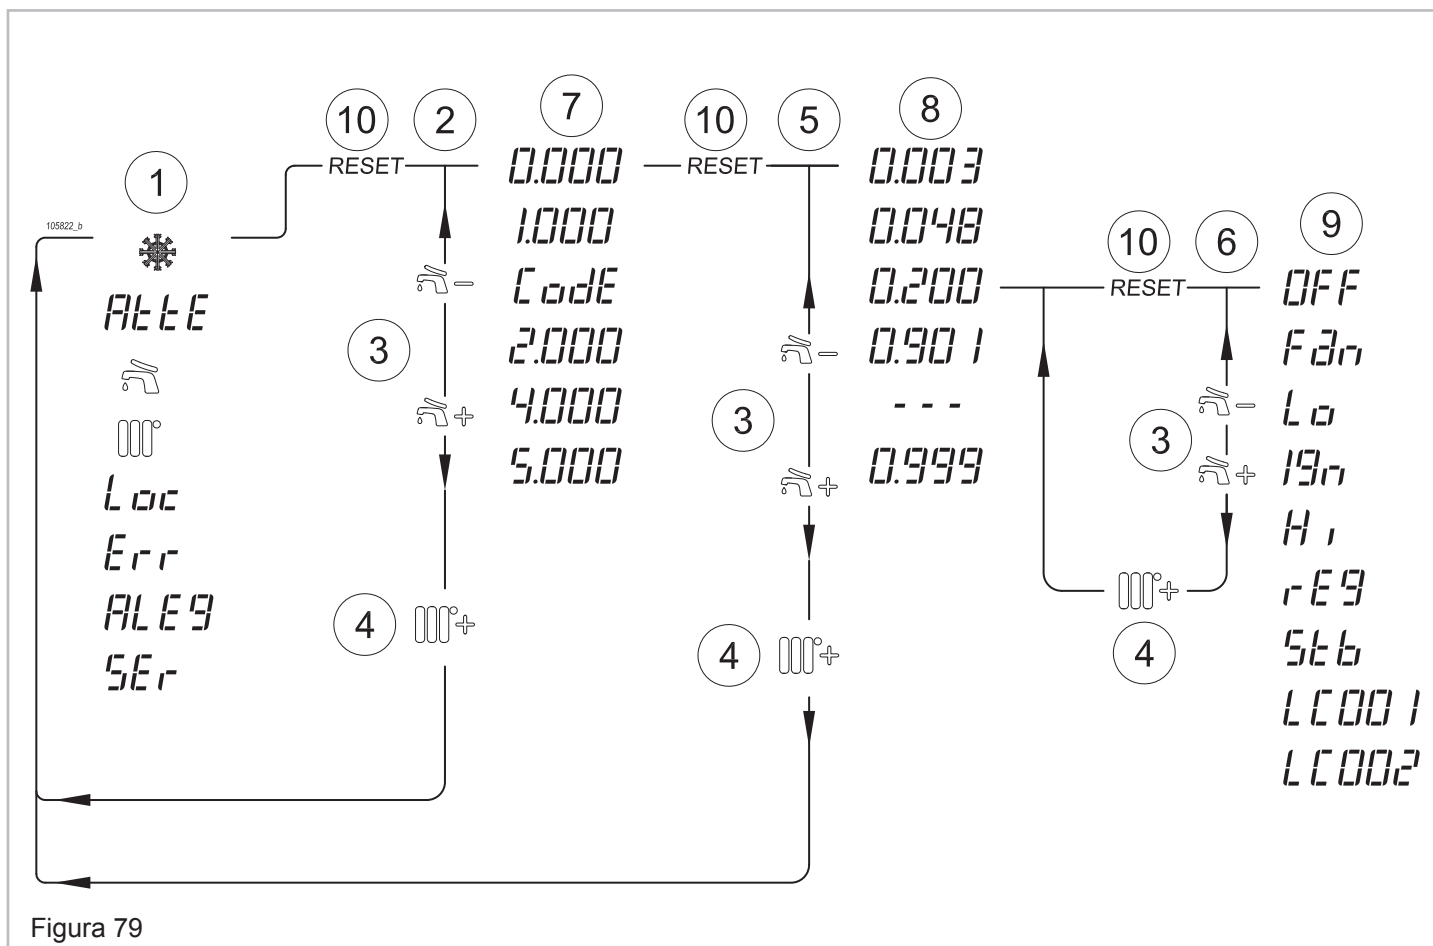 10 2 7 10 5 8
RESET 0.000 RESET 0.003
1 1.000 0.048 10 6 9
105822_b
CodE 0.200 RESET OFF
AttE 3 2.000 0.901 Fan
4.000 3 --- 3 Lo
5.000 0.999 Ign
Loc Hi
Err rEg
ALEg 4 4 4 Stb
SEr LC001
LC002
Figura 79